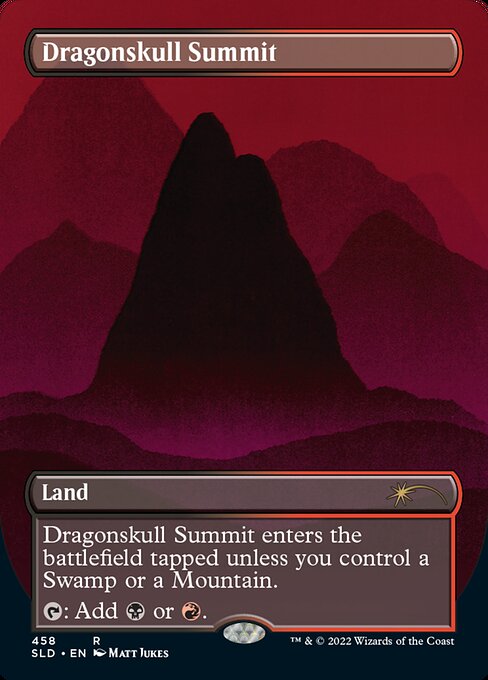 Dragonskull Summit
Land
Dragonskull Summit enters the
battlefield tapped unless you control a
Swamp or a Mountain.
: Add or .
458 R
SLD • EN MATT JUKES
™ & © 2022 Wizards of the Coast